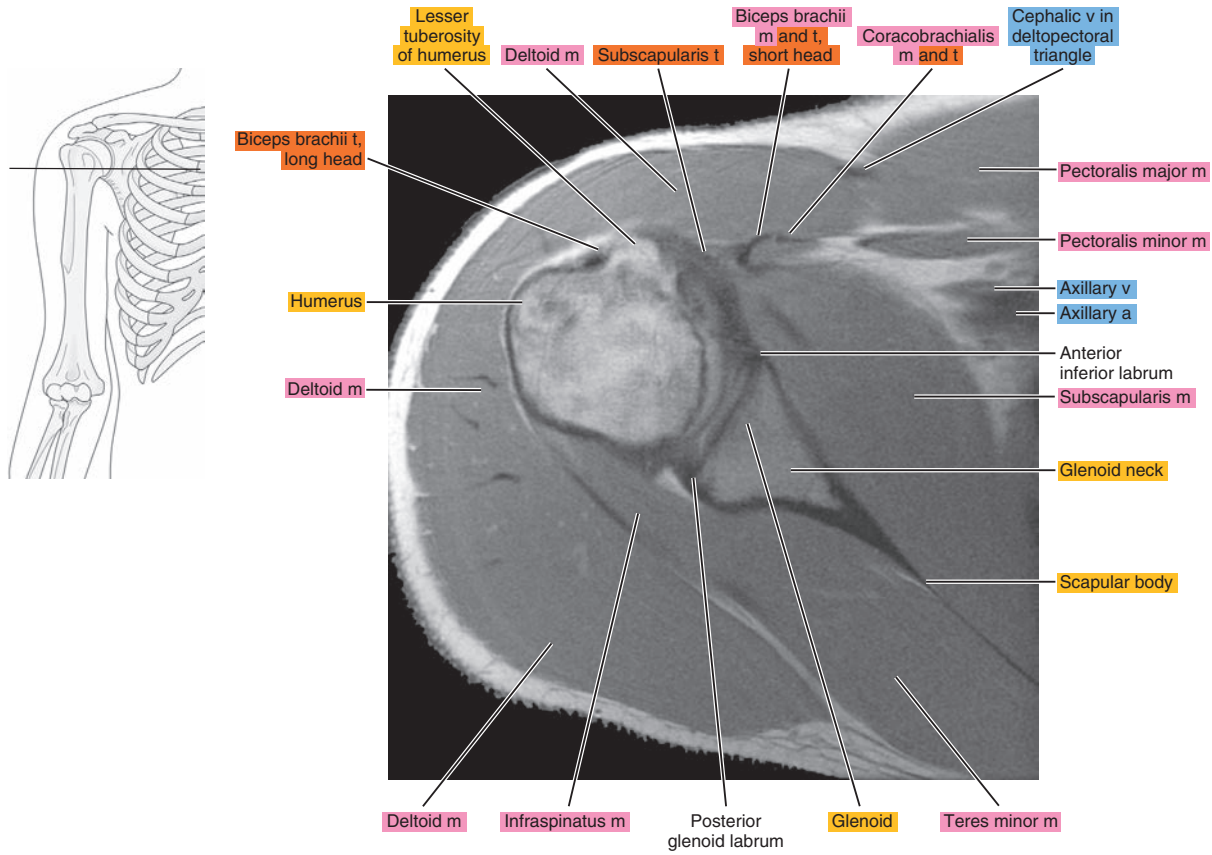 Lesser
tuberosity
of humerus
Deltoid m
Subscapularis t
Biceps brachii
m and t,
short head
Coracobrachialis
m and t
Cephalic v in
deltopectoral
triangle
Biceps brachii t,
long head
Pectoralis major m
Pectoralis minor m
Humerus
Axillary v
Axillary a
Anterior
inferior labrum
Deltoid m
Subscapularis m
Glenoid neck
Scapular body
Deltoid m
Infraspinatus m
Posterior
glenoid labrum
Glenoid
Teres minor m